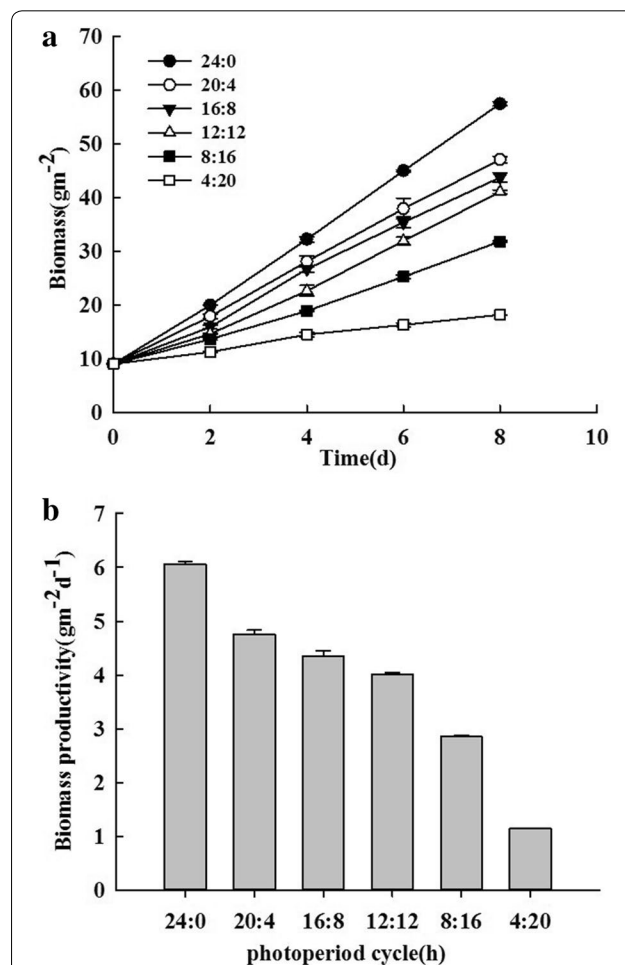 a
70
60
50
40
30
20
10
0
Biomass(gm-2)
24:0
20:4
16:8
12:12
8:16
4:20
0 2 4 6 8 10
Time(d)
b
7
6
5
4
3
2
1
0
Biomass productivity(gm-2d-1)
24:0 20:4 16:8 12:12 8:16 4:20
photoperiod cycle(h)